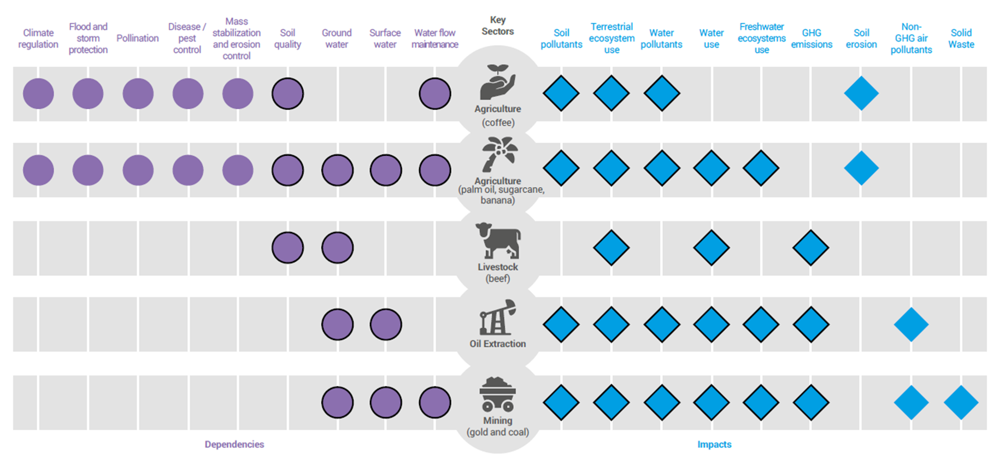 Climate
regulation
Flood and
storm
protection
Pollination
Disease /
pest
control
Mass
stabilization
and erosion
control
Soil
quality
Ground
water
Surface
water
Water flow
maintenance
Key
Sectors
Soil
pollutants
Terrestrial
ecosystem
use
Water
pollutants
Water
use
Freshwater
ecosystems
use
GHG
emissions
Soil
erosion
Non-
GHG air
pollutants
Solid
Waste
Agriculture
(coffee)
Agriculture
(palm oil, sugarcane,
banana)
Livestock
(beef)
Oil Extraction
Mining
(gold and coal)
Dependencies
Impacts